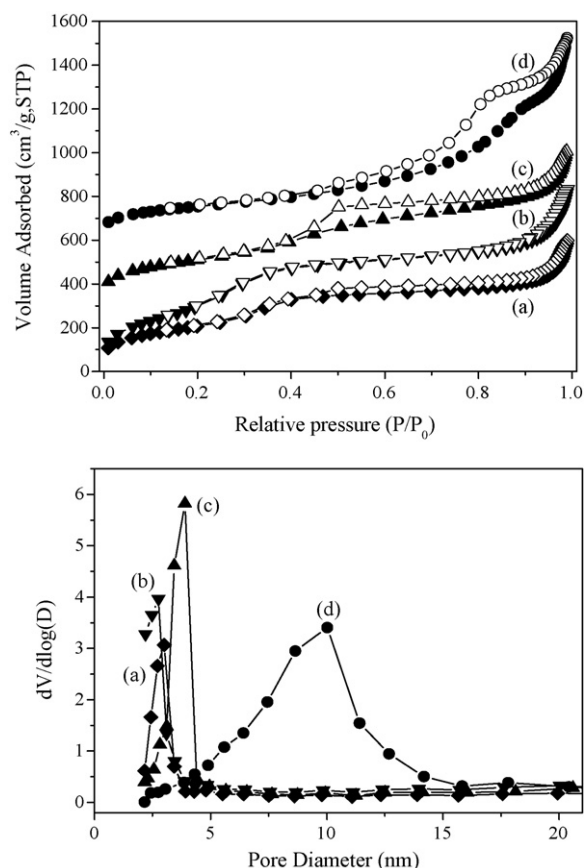 1600
1400
1200
1000
800
600
400
200
0
Volume Adsorbed (cm³/g,STP)
(d)
(c)
(b)
(a)
0.0 0.2 0.4 0.6 0.8 1.0
Relative pressure (P/P₀)
6
5
4
3
2
1
0
dV/dlog(D)
(c)
(b)
(a)
(d)
0 5 10 15 20
Pore Diameter (nm)